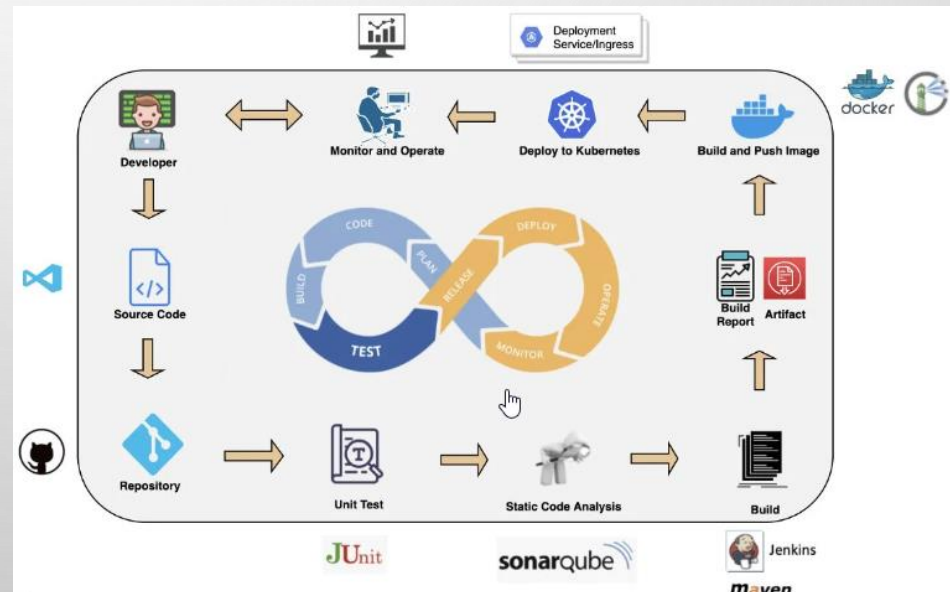 Deployment
Service/Ingress
docker
Developer
Monitor and Operate
Deploy to Kubernetes
Build and Push Image
CODE
DEPLOY
PLAN
BUILD
RELEASE
OPERATE
TEST
MONITOR
Source Code
Build
Report
Artifact
Repository
Unit Test
T
Static Code Analysis
Build
JUnit
sonarqube
Jenkins
maven